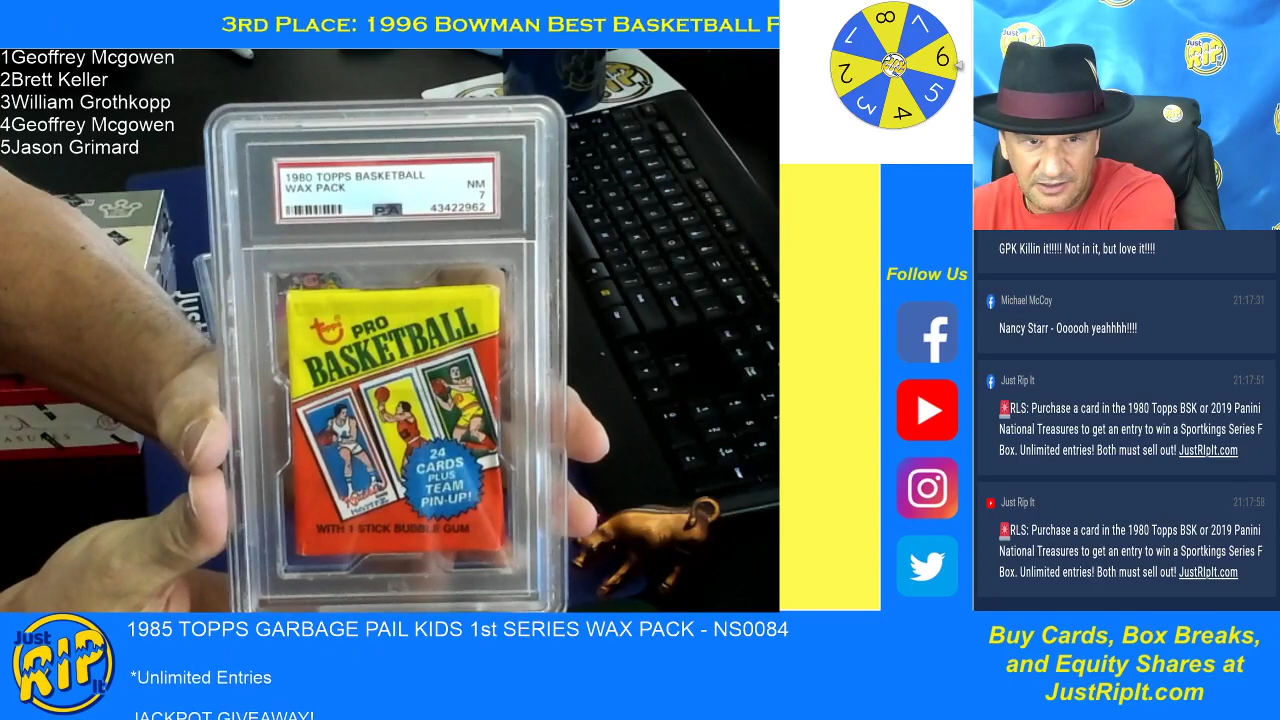 3RD PLACE: 1996 BOWMAN BEST BASKETBALL F
1Geoffrey Mcgowen
2Brett Keller
3William Grothkopp
4Geoffrey Mcgowen
5Jason Grimard
1980 TOPPS BASKETBALL
WAX PACK
NM
7
43422962
topps
PRO
BASKETBALL
24
CARDS
PLUS
TEAM
PIN-UP!
WITH 1 STICK BUBBLE GUM
8
7
6
5
4
3
2
1
Just
RIP
It
Follow Us
GPK Killin it!!!!! Not in it, but love it!!!!
Michael McCoy 21:17:31
Nancy Starr - Oooooh yeahhhh!!!!
Just Rip It 21:17:51
🚨RLS: Purchase a card in the 1980 Topps BSK or 2019 Panini
National Treasures to get an entry to win a Sportkings Series F
Box. Unlimited entries! Both must sell out! JustRIpIt.com
Just Rip It 21:17:58
🚨RLS: Purchase a card in the 1980 Topps BSK or 2019 Panini
National Treasures to get an entry to win a Sportkings Series F
Box. Unlimited entries! Both must sell out! JustRIpIt.com
Just
RIP
It
1985 TOPPS GARBAGE PAIL KIDS 1st SERIES WAX PACK - NS0084
*Unlimited Entries
JACKPOT GIVEAWAY!
Buy Cards, Box Breaks,
and Equity Shares at
JustRipIt.com